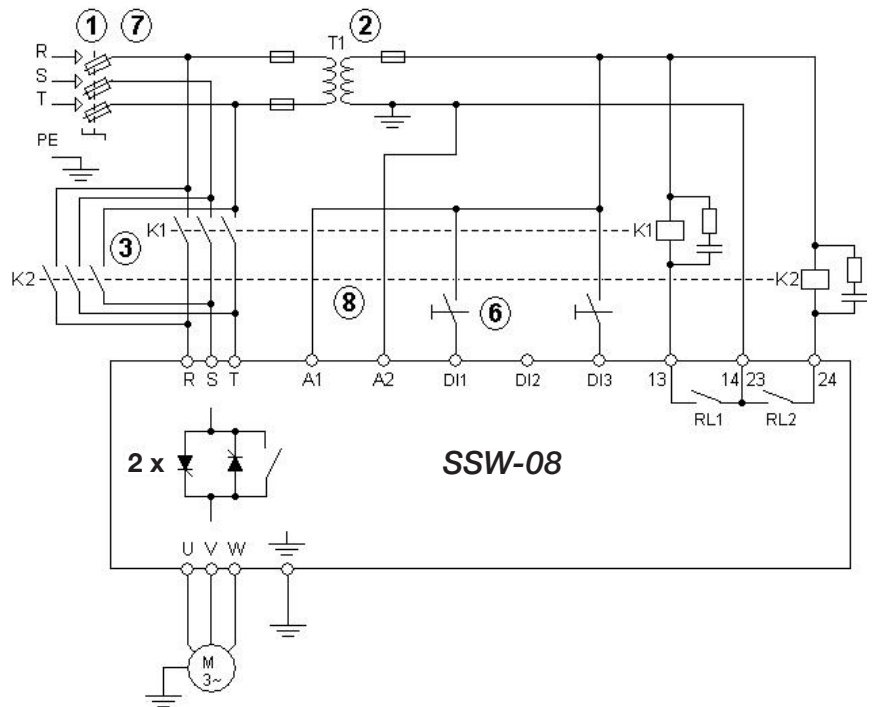 1 7 2
T1
R
S
T
PE
K1 3 K1
K2 K2
8 6
R S T A1 A2 DI1 DI2 DI3 13 14 23 24
RL1 RL2
2 x SSW-08
U V W
M
3~